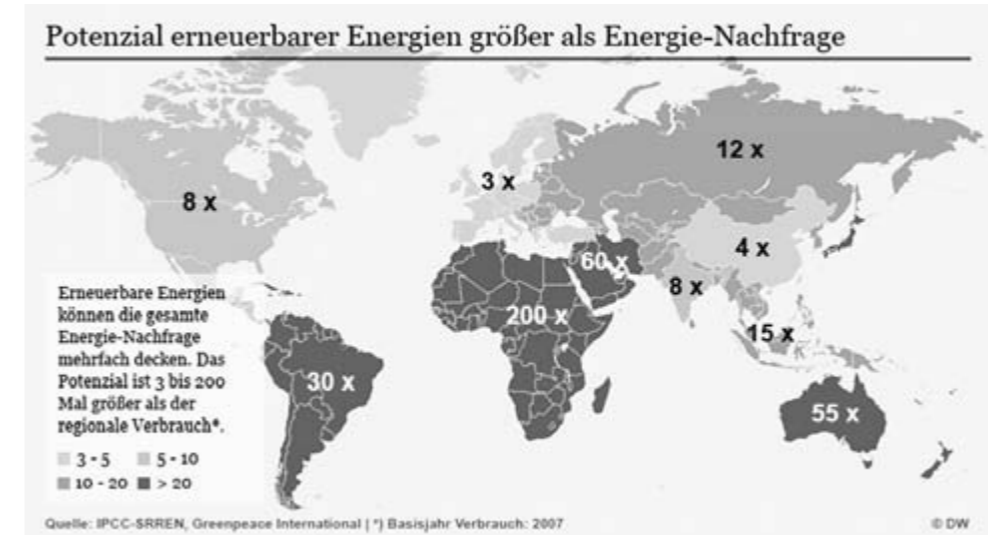 Potenzial erneuerbarer Energien größer als Energie-Nachfrage
12 x
3 x
8 x
4 x
60 x
8 x
200 x
15 x
30 x
55 x
Erneuerbare Energien
können die gesamte
Energie-Nachfrage
mehrfach decken. Das
Potenzial ist 3 bis 200
Mal größer als der
regionale Verbrauch*.
3 - 5 5 - 10
10 - 20 > 20
Quelle: IPCC-SRREN, Greenpeace International | *) Basisjahr Verbrauch: 2007
© DW